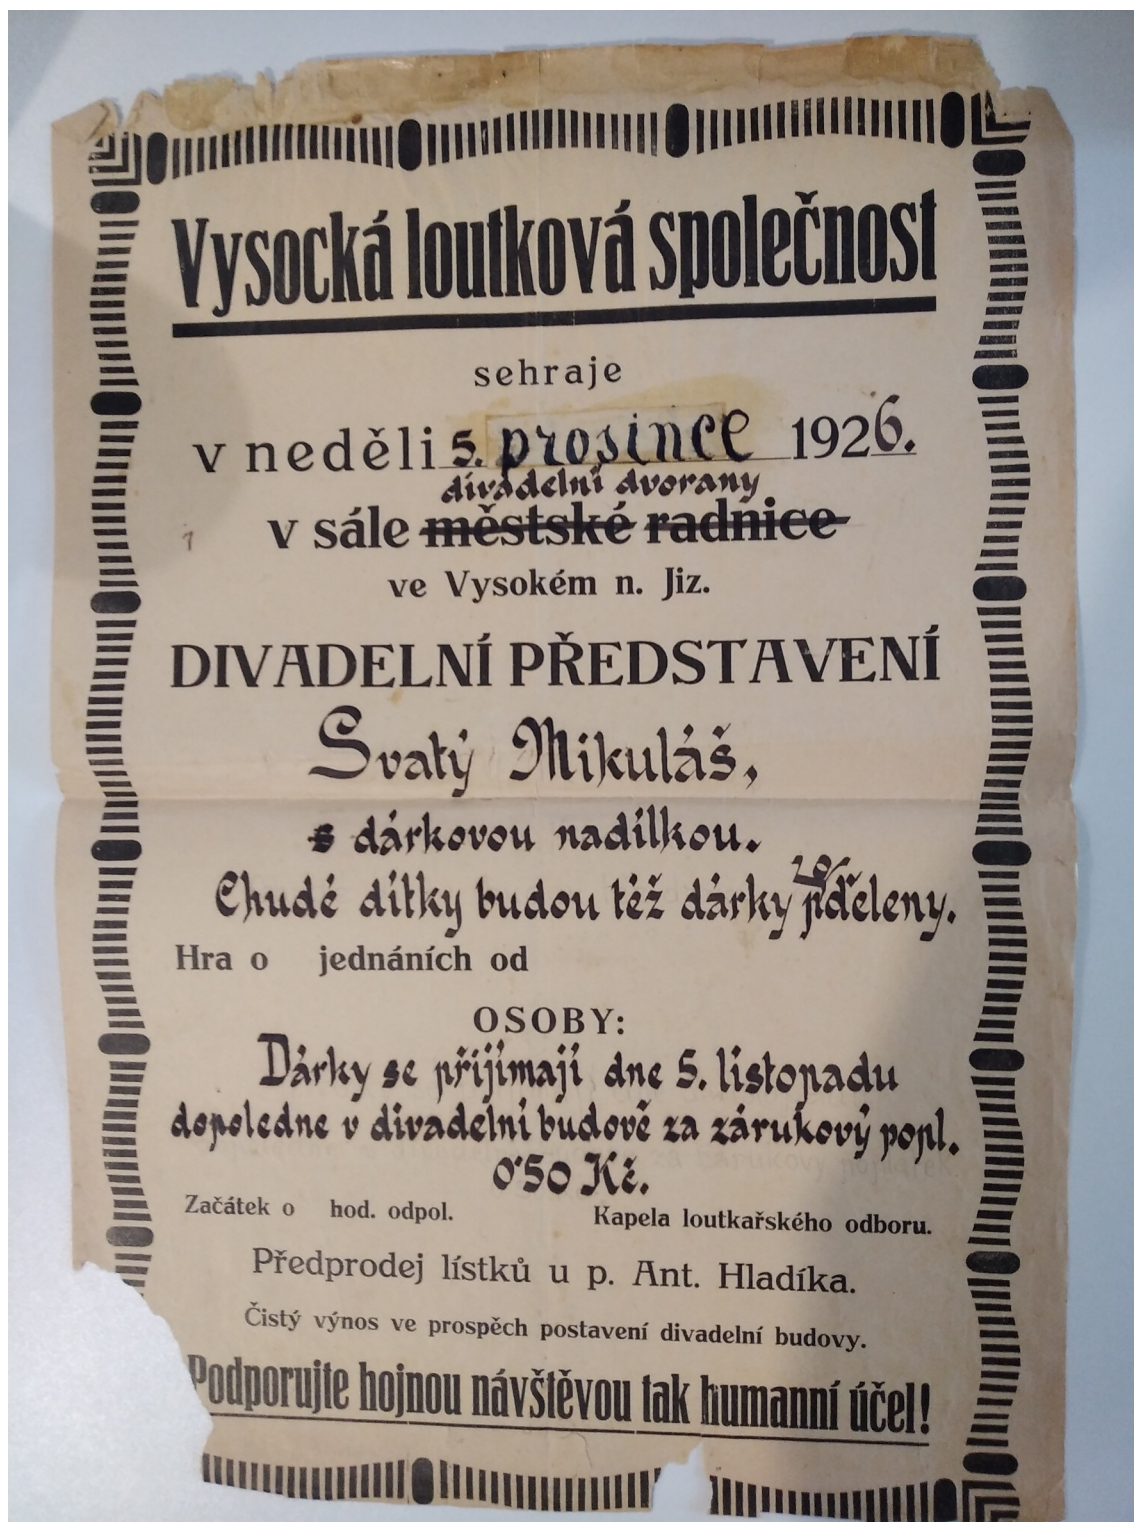 Vysocká loutková společnost
sehraje
v neděli 5. prosince 1926.
divadelní dvorany
v sále městské radnice
ve Vysokém n. Jiz.
DIVADELNÍ PŘEDSTAVENÍ
Svatý Mikuláš,
s dárkovou nadílkou.
Chudé dítky budou též dárky
Hra o jednáních od
OSOBY:
Dárky se přijímají dne 5. listopadu
dopoledne v divadelní budově za zárukový popl.
0'50 Kč.
Začátek o hod. odpol. Kapela loutkařského odboru.
Předprodej lístků u p. Ant. Hladíka.
Čistý výnos ve prospěch postavení divadelní budovy.
Podporujte hojnou návštěvou tak humanní účel!